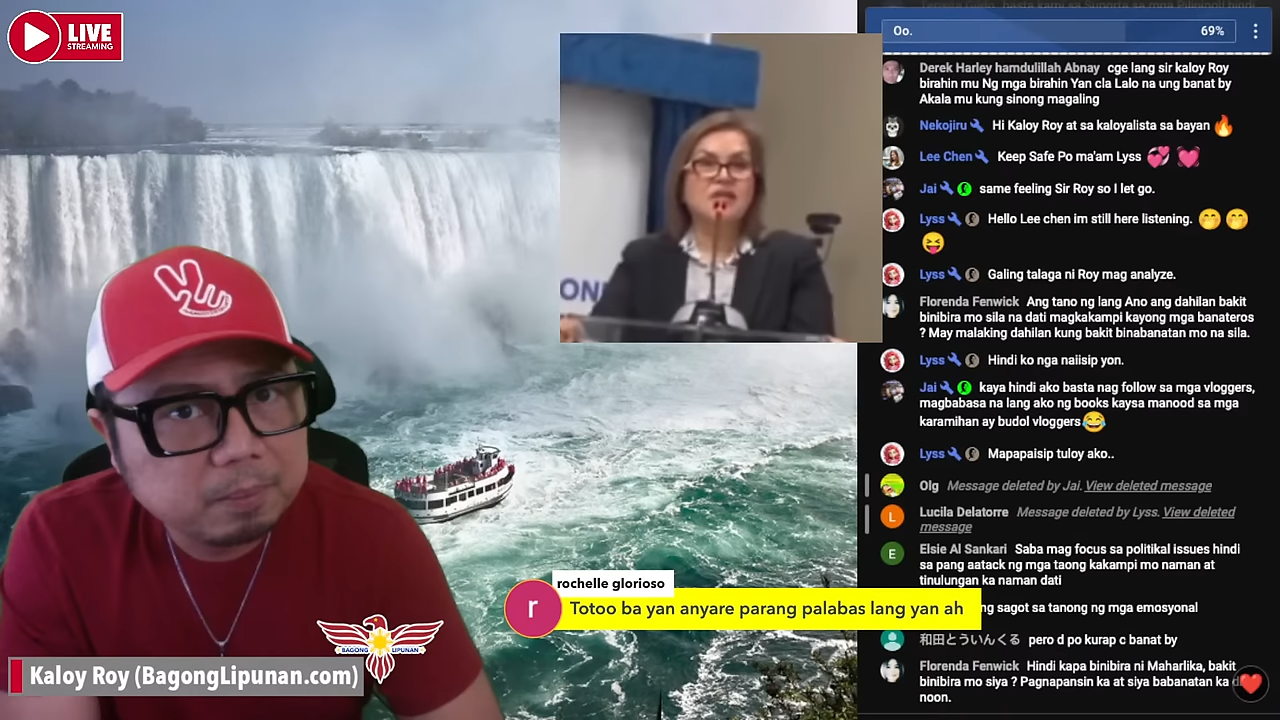 LIVE
STREAMING
Oo.
69%
Derek Harley hamdulillah Abnay cge lang sir kaloy Roy
birahin mu Ng mga birahin Yan cla Lalo na ung banat by
Akala mu kung sinong magaling
Nekojiru Hi Kaloy Roy at sa kaloyalista sa bayan 🔥
Lee Chen Keep Safe Po ma'am Lyss 💞 💓
Jai same feeling Sir Roy so I let go.
Lyss Hello Lee chen im still here listening. 🤭 🤭
😝
Lyss Galing talaga ni Roy mag analyze.
Florenda Fenwick Ang tano ng lang Ano ang dahilan bakit
binibira mo sila na dati magkakampi kayong mga banateros
? May malaking dahilan kung bakit binabanatan mo na sila.
Lyss Hindi ko nga naiisip yon.
Jai kaya hindi ako basta nag follow sa mga vloggers,
magbabasa na lang ako ng books kaysa manood sa mga
karamihan ay budol vloggers😂
Lyss Mapapaisip tuloy ako..
Olg Message deleted by Jai. View deleted message
L
Lucila Delatorre Message deleted by Lyss. View deleted
message
E
Elsie Al Sankari Saba mag focus sa politikal issues hindi
sa pang aatack ng mga taong kakampi mo naman at
tinulungan ka naman dati
ng sagot sa tanong ng mga emosyonal
和田とういんくる pero d po kurap c banat by
Florenda Fenwick Hindi kapa binibira ni Maharlika, bakit
binibira mo siya ? Pagnapansin ka at siya babanatan ka
noon.
ON
rochelle glorioso
r
Totoo ba yan anyare parang palabas lang yan ah
BAGONG LIPUNAN
Kaloy Roy (BagongLipunan.com)